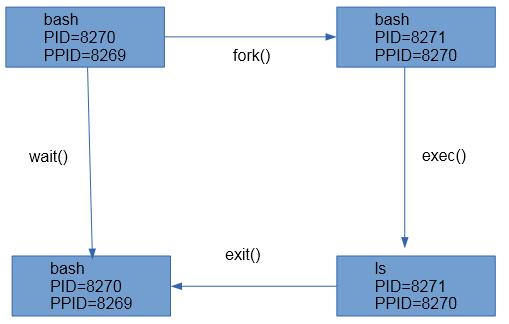 bash
PID=8270
PPID=8269
fork()
bash
PID=8271
PPID=8270
wait()
exec()
bash
PID=8270
PPID=8269
exit()
ls
PID=8271
PPID=8270